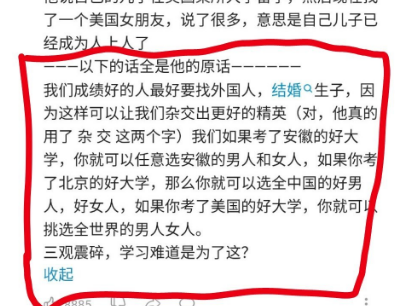 了一个美国女朋友，说了很多，意思是自己儿子已
经成为人上人了
———以下的话全是他的原话——————
我们成绩好的人最好要找外国人，结婚生子，因
为这样可以让我们杂交出更好的精英（对，他真的
用了 杂 交 这两个字）我们如果考了安徽的好大
学，你就可以任意选安徽的男人和女人，如果你考
了北京的好大学，那么你就可以选全中国的好男
人，好女人，如果你考了美国的好大学，你就可以
挑选全世界的男人女人。
三观震碎，学习难道是为了这？
收起